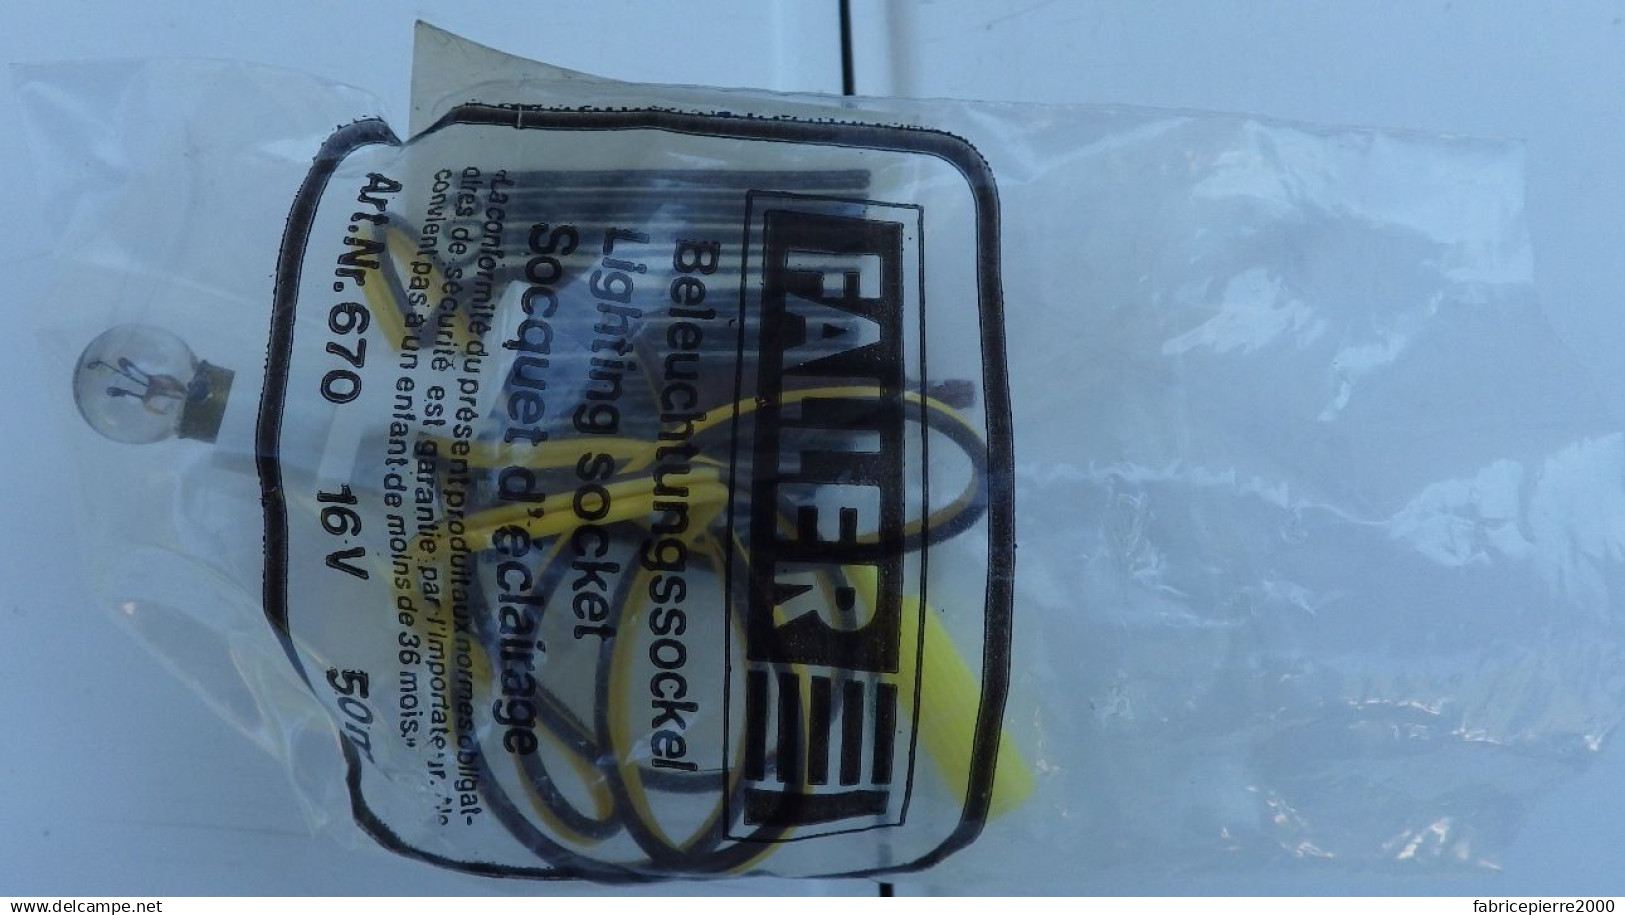 FALLER
Beleuchtungssockel
Lighting socket
Socquet d'éclairage
"La conformité du présent produit aux normes obligat-
oires de sécurité est garantie par l'importateur. Ne
convient pas à un enfant de moins de 36 mois."
Art.Nr. 670 16V 50m
www.delcampe.net
fabricepierre2000